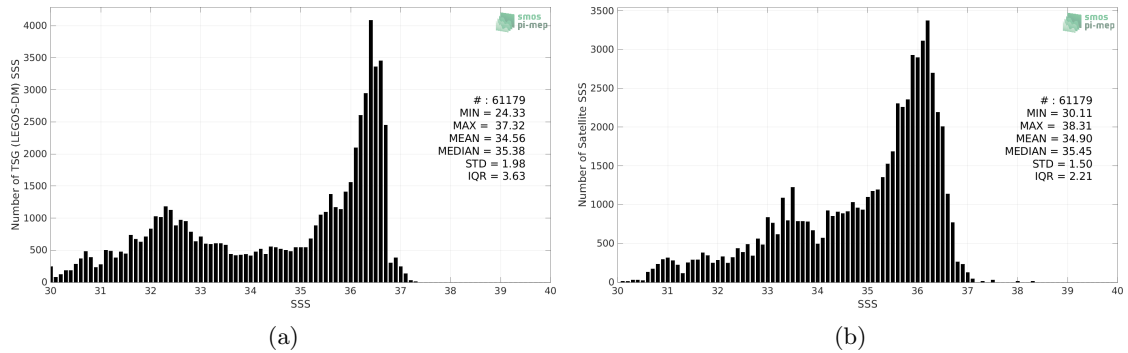 Number of TSG (LEGOS-DM) SSS
4000
3500
3000
2500
2000
1500
1000
500
0
30 31 32 33 34 35 36 37 38 39 40
SSS
smos
pi-mep
# : 61179
MIN = 24.33
MAX = 37.32
MEAN = 34.56
MEDIAN = 35.38
STD = 1.98
IQR = 3.63
(a)
Number of Satellite SSS
3500
3000
2500
2000
1500
1000
500
0
30 31 32 33 34 35 36 37 38 39 40
SSS
smos
pi-mep
# : 61179
MIN = 30.11
MAX = 38.31
MEAN = 34.90
MEDIAN = 35.45
STD = 1.50
IQR = 2.21
(b)